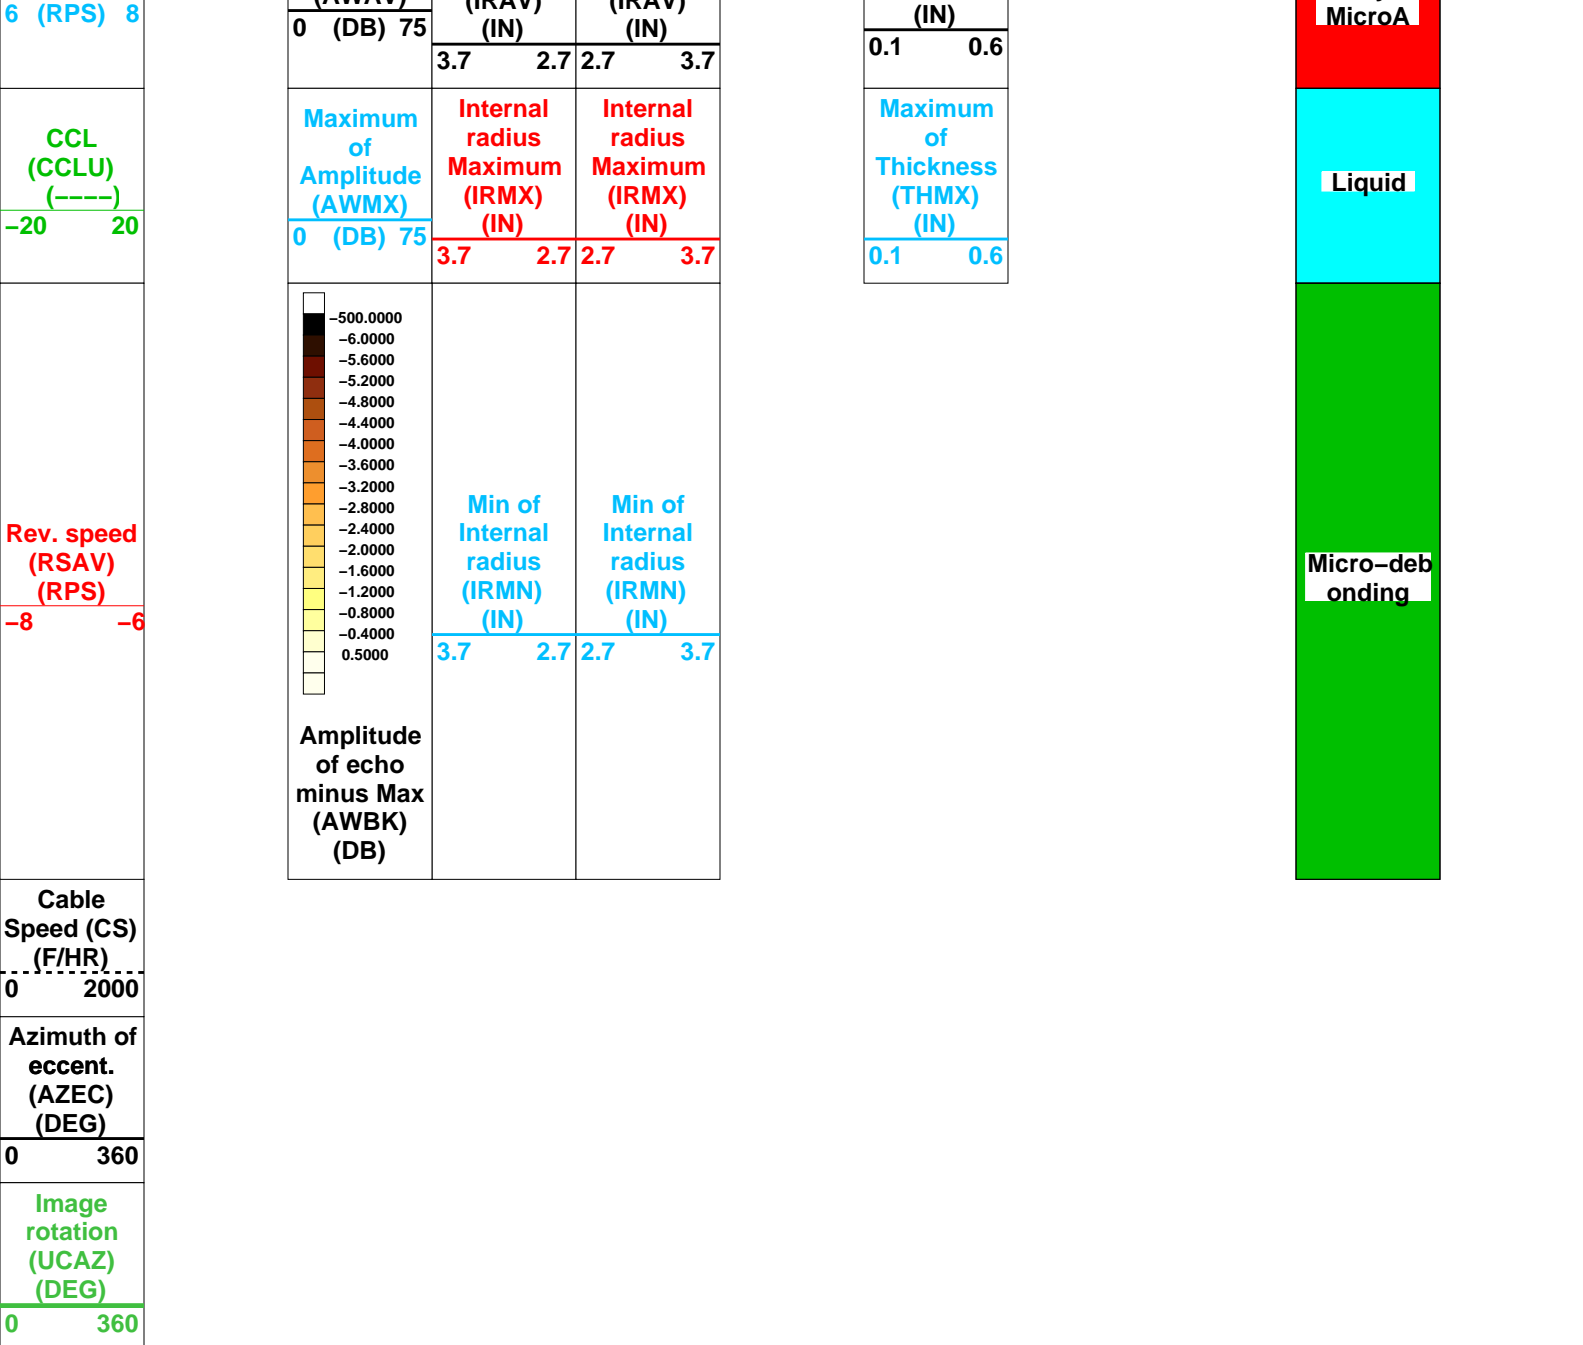 6 (RPS) 8
CCL
(CCLU)
(−−−−)
−20 20
Rev. speed
(RSAV)
(RPS)
−8 −6
Cable
Speed (CS)
(F/HR)
0 2000
Azimuth of
eccent.
(AZEC)
(DEG)
0 360
Image
rotation
(UCAZ)
(DEG)
0 360
(AWAV)
0 (DB) 75
Maximum
of
Amplitude
(AWMX)
0 (DB) 75
−500.0000
−6.0000
−5.6000
−5.2000
−4.8000
−4.4000
−4.0000
−3.6000
−3.2000
−2.8000
−2.4000
−2.0000
−1.6000
−1.2000
−0.8000
−0.4000
0.5000
Amplitude
of echo
minus Max
(AWBK)
(DB)
(IRAV)
(IN)
3.7 2.7
Internal
radius
Maximum
(IRMX)
(IN)
3.7 2.7
Min of
Internal
radius
(IRMN)
(IN)
3.7 2.7
(IRAV)
(IN)
2.7 3.7
Internal
radius
Maximum
(IRMX)
(IN)
2.7 3.7
Min of
Internal
radius
(IRMN)
(IN)
2.7 3.7
(IN)
0.1 0.6
Maximum
of
Thickness
(THMX)
(IN)
0.1 0.6
MicroA
Liquid
Micro−deb
onding